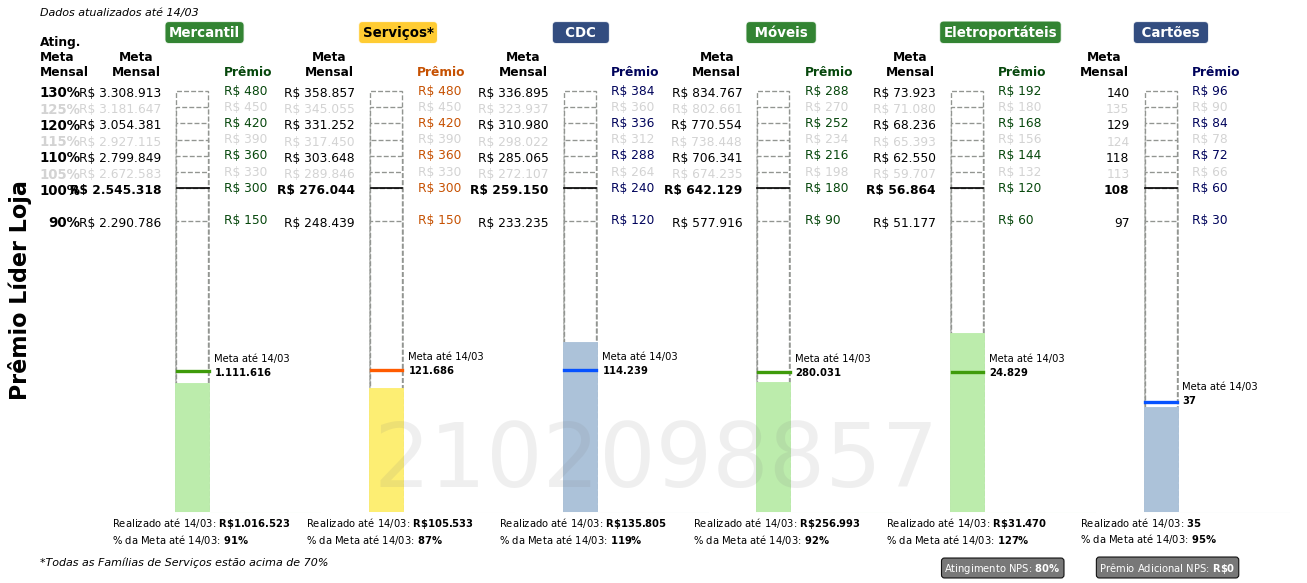 Dados atualizados até 14/03
Mercantil Serviços* CDC Móveis Eletroportáteis Cartões
Ating.
Meta Meta Meta Meta Meta Meta Meta
Mensal Mensal Prêmio Mensal Prêmio Mensal Prêmio Mensal Prêmio Mensal Prêmio Mensal Prêmio
130% R$ 3.308.913 R$ 480 R$ 358.857 R$ 480 R$ 336.895 R$ 384 R$ 834.767 R$ 288 R$ 73.923 R$ 192 140 R$ 96
125% R$ 3.181.647 R$ 450 R$ 345.055 R$ 450 R$ 323.937 R$ 360 R$ 802.661 R$ 270 R$ 71.080 R$ 180 135 R$ 90
120% R$ 3.054.381 R$ 420 R$ 331.252 R$ 420 R$ 310.980 R$ 336 R$ 770.554 R$ 252 R$ 68.236 R$ 168 129 R$ 84
115% R$ 2.927.115 R$ 390 R$ 317.450 R$ 390 R$ 298.022 R$ 312 R$ 738.448 R$ 234 R$ 65.393 R$ 156 124 R$ 78
110% R$ 2.799.849 R$ 360 R$ 303.648 R$ 360 R$ 285.065 R$ 288 R$ 706.341 R$ 216 R$ 62.550 R$ 144 118 R$ 72
105% R$ 2.672.583 R$ 330 R$ 289.846 R$ 330 R$ 272.107 R$ 264 R$ 674.235 R$ 198 R$ 59.707 R$ 132 113 R$ 66
100% R$ 2.545.318 R$ 300 R$ 276.044 R$ 300 R$ 259.150 R$ 240 R$ 642.129 R$ 180 R$ 56.864 R$ 120 108 R$ 60
90% R$ 2.290.786 R$ 150 R$ 248.439 R$ 150 R$ 233.235 R$ 120 R$ 577.916 R$ 90 R$ 51.177 R$ 60 97 R$ 30
Prêmio Líder Loja
Meta até 14/03 Meta até 14/03 Meta até 14/03 Meta até 14/03 Meta até 14/03
1.111.616 121.686 114.239 280.031 24.829
Meta até 14/03
37
2102098857
Realizado até 14/03: R$1.016.523 Realizado até 14/03: R$105.533 Realizado até 14/03: R$135.805 Realizado até 14/03: R$256.993 Realizado até 14/03: R$31.470 Realizado até 14/03: 35
% da Meta até 14/03: 91% % da Meta até 14/03: 87% % da Meta até 14/03: 119% % da Meta até 14/03: 92% % da Meta até 14/03: 127% % da Meta até 14/03: 95%
*Todas as Famílias de Serviços estão acima de 70%
Atingimento NPS: 80% Prêmio Adicional NPS: R$0